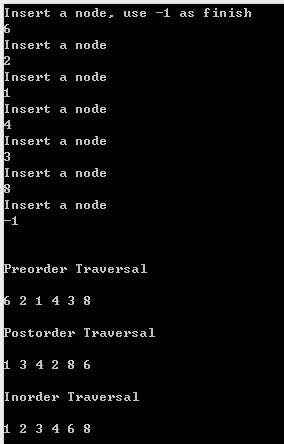 Insert a node, use -1 as finish
6
Insert a node
2
Insert a node
1
Insert a node
4
Insert a node
3
Insert a node
8
Insert a node
-1
Preorder Traversal
6 2 1 4 3 8
Postorder Traversal
1 3 4 2 8 6
Inorder Traversal
1 2 3 4 6 8